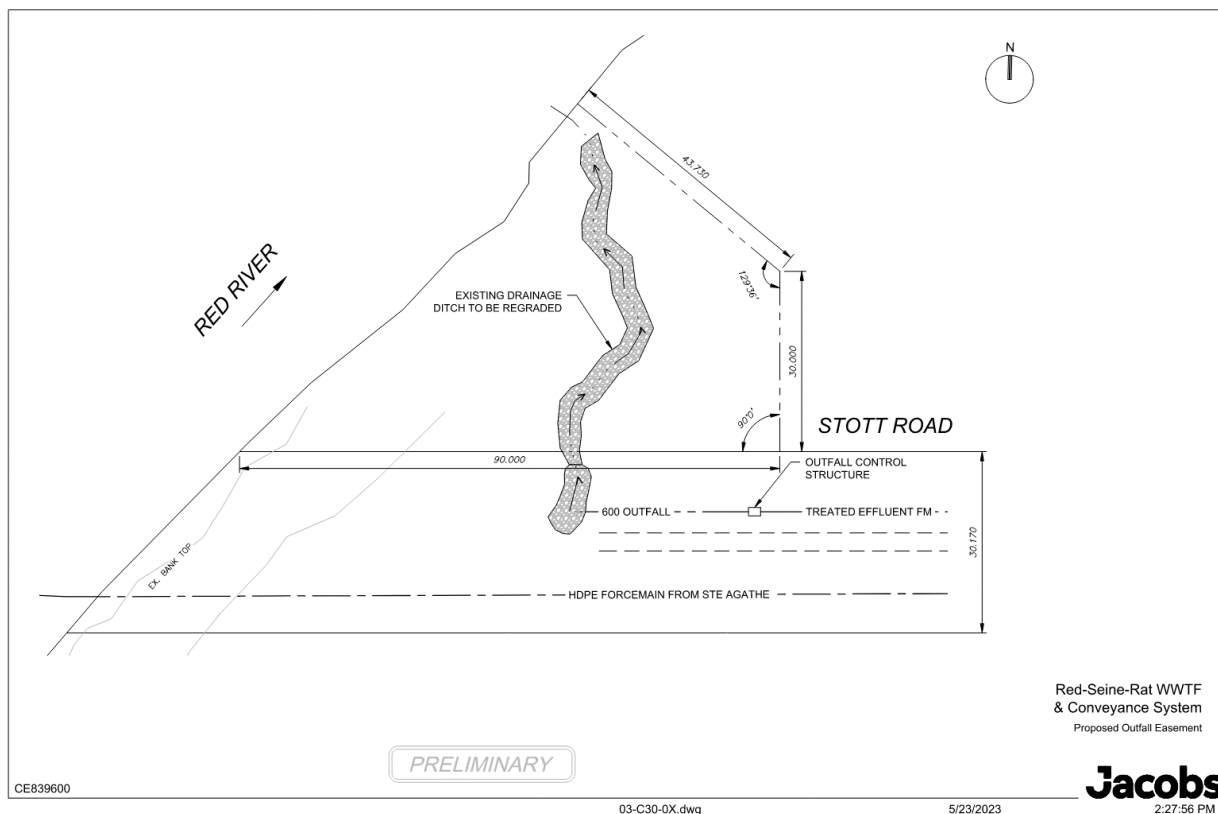 N
43.730
129°36'
RED RIVER
EXISTING DRAINAGE
DITCH TO BE REGRADED
30.000
90°0'
STOTT ROAD
90.000
OUTFALL CONTROL
STRUCTURE
600 OUTFALL
TREATED EFFLUENT FM
30.170
EX. BANK TOP
HDPE FORCEMAIN FROM STE AGATHE
Red-Seine-Rat WWTF
& Conveyance System
Proposed Outfall Easement
PRELIMINARY
Jacobs
CE839600
03-C30-0X.dwg
5/23/2023
2:27:56 PM